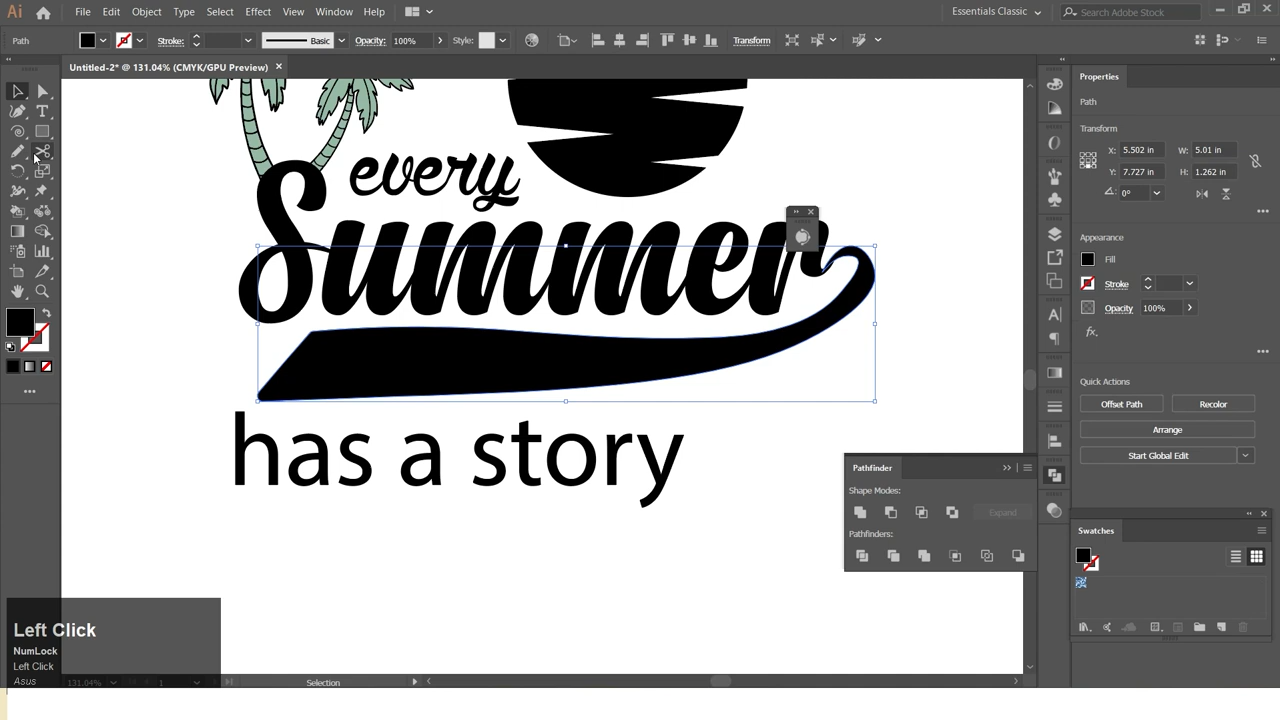 Ai File Edit Object Type Select Effect View Window Help Essentials Classic Search Adobe Stock
Path Stroke: Basic Opacity: 100% Style: Transform
Untitled-2* @ 131.04% (CMYK/GPU Preview)
every
Summer
has a story
Properties
Path
Transform
X: 5.502 in W: 5.01 in
Y: 7.727 in H: 1.262 in
0°
Appearance
Fill
Stroke
Opacity 100%
fx.
Quick Actions
Offset Path Recolor
Arrange
Start Global Edit
Pathfinder
Shape Modes:
Expand
Pathfinders:
Swatches
Left Click
NumLock
Left Click
Asus
131.04% 1 Selection